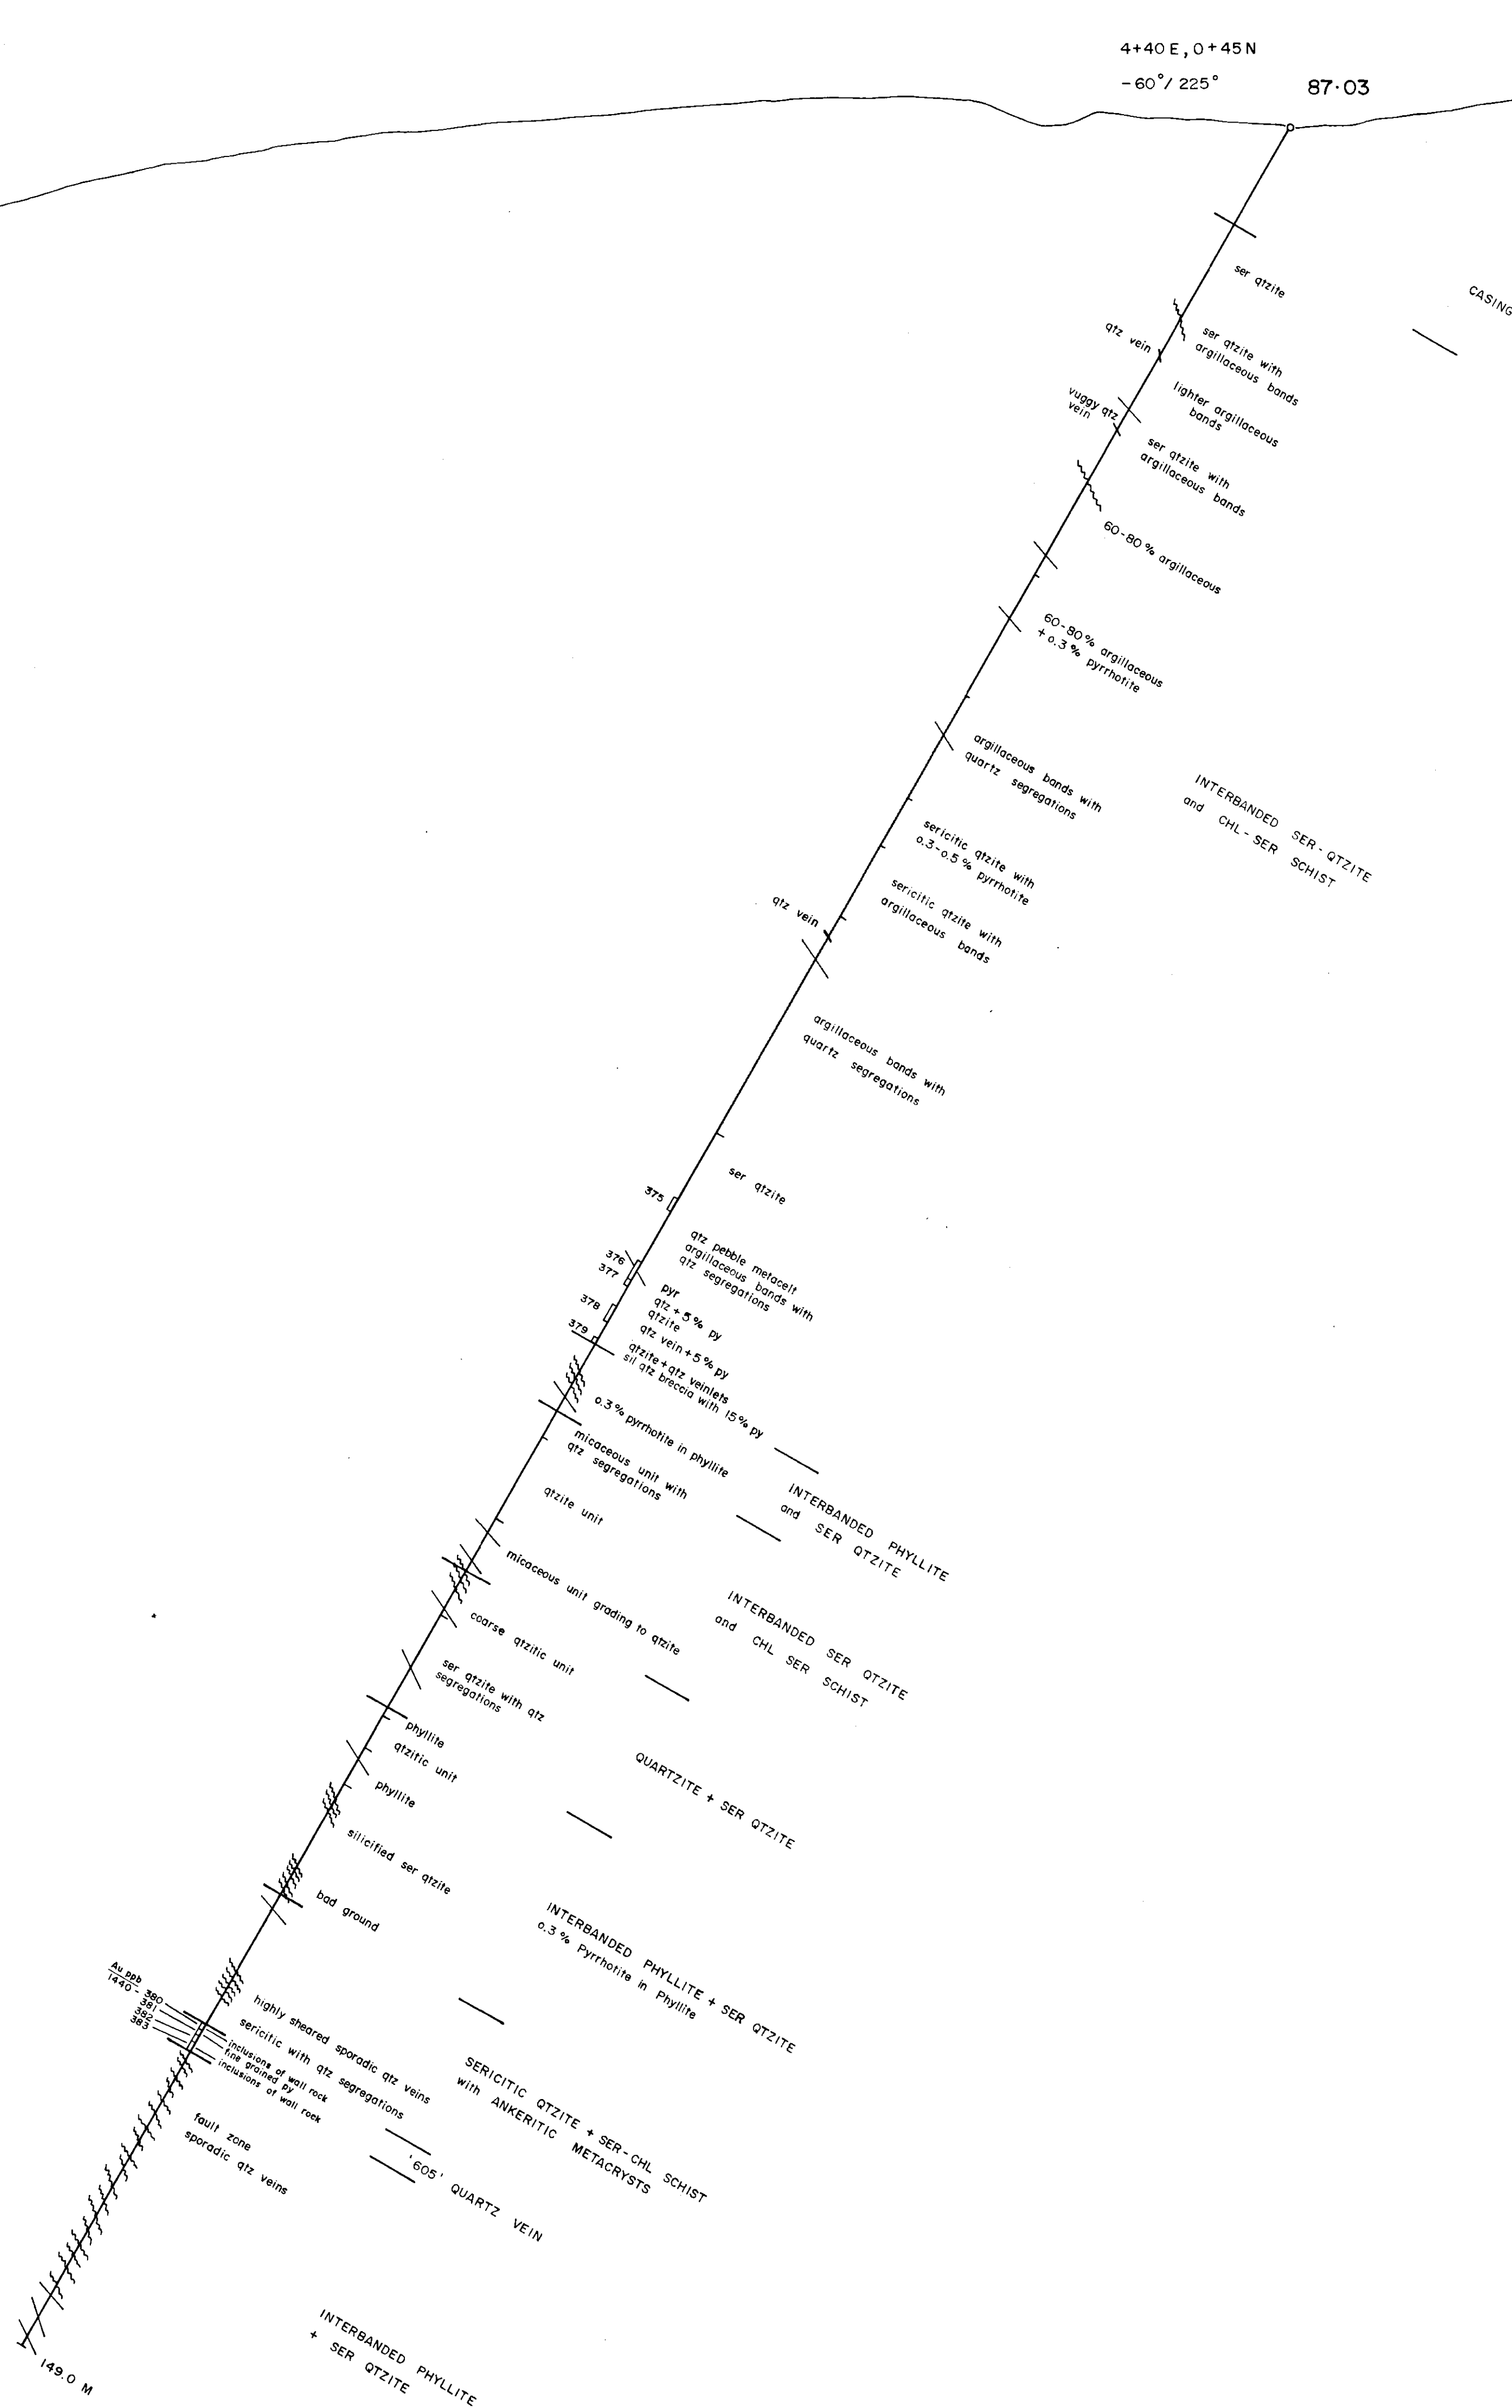 4+40 E, 0+45 N
-60°/ 225°
87·03
ser qtzite
CASING
qtz vein
ser qtzite with
argillaceous bands
lighter argillaceous
bands
vuggy qtz
vein
ser qtzite with
argillaceous bands
60-80 % argillaceous
60-80 % argillaceous
+ 0.3 % pyrrhotite
argillaceous bands with
quartz segregations
INTERBANDED SER-QTZITE
and CHL-SER SCHIST
sericitic qtzite with
0.3-0.5 % pyrrhotite
sericitic qtzite with
argillaceous bands
qtz vein
argillaceous bands with
quartz segregations
ser qtzite
375
qtz pebble metacelt
argillaceous bands with
qtz segregations
376
377
pyr
qtz + 5 % py
qtzite
378
qtz vein + 5 % py
379
qtzite + qtz veinlets
sil qtz breccia with 15 % py
0.3 % pyrrhotite in phyllite
micaceous unit with
qtz segregations
INTERBANDED PHYLLITE
and SER QTZITE
qtzite unit
micaceous unit grading to qtzite
INTERBANDED SER QTZITE
and CHL SER SCHIST
coarse qtzitic unit
ser qtzite with qtz
segregations
phyllite
qtzitic unit
QUARTZITE + SER QTZITE
phyllite
silicified ser qtzite
bad ground
INTERBANDED PHYLLITE + SER QTZITE
0.3 % Pyrrhotite in Phyllite
Au ppb
1440 - 380
381
382
383
highly sheared sporadic qtz veins
sericitic with qtz segregations
inclusions of wall rock
fine grained py
inclusions of wall rock
SERICITIC QTZITE + SER-CHL SCHIST
with ANKERITIC METACRYSTS
fault zone
sporadic qtz veins
'605' QUARTZ VEIN
INTERBANDED PHYLLITE
+ SER QTZITE
149.0 M